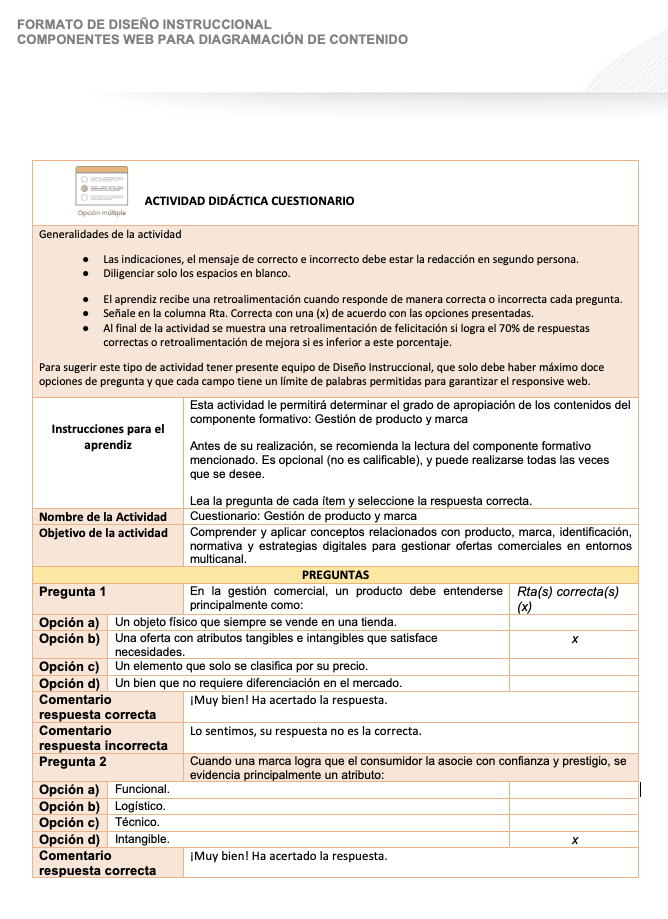 FORMATO DE DISEÑO INSTRUCCIONAL
COMPONENTES WEB PARA DIAGRAMACIÓN DE CONTENIDO
Opción múltiple
ACTIVIDAD DIDÁCTICA CUESTIONARIO
Generalidades de la actividad
● Las indicaciones, el mensaje de correcto e incorrecto debe estar la redacción en segundo persona.
● Diligenciar solo los espacios en blanco.
● El aprendiz recibe una retroalimentación cuando responde de manera correcta o incorrecta cada pregunta.
● Señale en la columna Rta. Correcta con una (x) de acuerdo con las opciones presentadas.
● Al final de la actividad se muestra una retroalimentación de felicitación si logra el 70% de respuestas
correctas o retroalimentación de mejora si es inferior a este porcentaje.
Para sugerir este tipo de actividad tener presente equipo de Diseño Instruccional, que solo debe haber máximo doce
opciones de pregunta y que cada campo tiene un límite de palabras permitidas para garantizar el responsive web.
Instrucciones para el
aprendiz
Esta actividad le permitirá determinar el grado de apropiación de los contenidos del
componente formativo: Gestión de producto y marca
Antes de su realización, se recomienda la lectura del componente formativo
mencionado. Es opcional (no es calificable), y puede realizarse todas las veces
que se desee.
Lea la pregunta de cada ítem y seleccione la respuesta correcta.
Nombre de la Actividad
Cuestionario: Gestión de producto y marca
Objetivo de la actividad
Comprender y aplicar conceptos relacionados con producto, marca, identificación,
normativa y estrategias digitales para gestionar ofertas comerciales en entornos
multicanal.
PREGUNTAS
Pregunta 1
En la gestión comercial, un producto debe entenderse
principalmente como:
Rta(s) correcta(s)
(x)
Opción a) Un objeto físico que siempre se vende en una tienda.
Opción b) Una oferta con atributos tangibles e intangibles que satisface
necesidades.
x
Opción c) Un elemento que solo se clasifica por su precio.
Opción d) Un bien que no requiere diferenciación en el mercado.
Comentario
respuesta correcta
¡Muy bien! Ha acertado la respuesta.
Comentario
respuesta incorrecta
Lo sentimos, su respuesta no es la correcta.
Pregunta 2
Cuando una marca logra que el consumidor la asocie con confianza y prestigio, se
evidencia principalmente un atributo:
Opción a) Funcional.
Opción b) Logístico.
Opción c) Técnico.
Opción d) Intangible. x
Comentario
respuesta correcta
¡Muy bien! Ha acertado la respuesta.